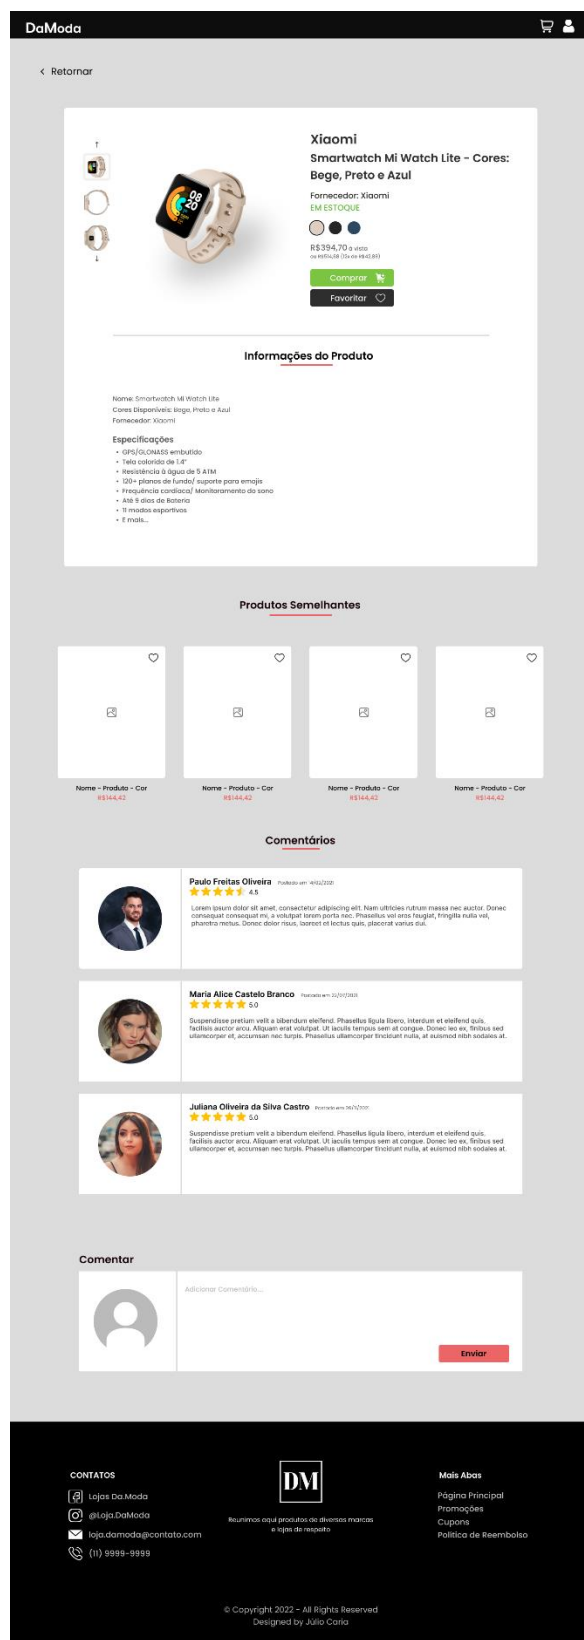 DaModa
< Retornar
Xiaomi
Smartwatch Mi Watch Lite - Cores:
Bege, Preto e Azul
Fornecedor: Xiaomi
EM ESTOQUE
R$394,70 à vista
Comprar
Favoritar
Informações do Produto
Nome: Smartwatch Mi Watch Lite
Cores Disponíveis: Bege, Preto e Azul
Fornecedor: Xiaomi
Especificações
• GPS/GLONASS embutido
• Tela colorida de 1.4"
• Resistência à água de 5 ATM
• 120+ planos de fundo/ suporte para emojis
• Frequência cardíaca/ Monitoramento do sono
• Até 9 dias de Bateria
• 11 modos esportivos
• E mais...
Produtos Semelhantes
Nome - Produto - Cor
R$144,42
Nome - Produto - Cor
R$144,42
Nome - Produto - Cor
R$144,42
Nome - Produto - Cor
R$144,42
Comentários
Paulo Freitas Oliveira Postado em
4.5
Lorem ipsum dolor sit amet, consectetur adipiscing elit. Nam ultricies rutrum massa nec auctor. Donec
consequat consequat mi, a volutpat lorem porta nec. Phasellus vel eros feugiat, fringilla nulla vel,
pharetra metus. Donec dolor risus, laoreet et lectus quis, placerat varius dui.
Maria Alice Castelo Branco Postado em 22/07/2021
5.0
Suspendisse pretium velit a bibendum eleifend. Phasellus ligula libero, interdum et eleifend quis,
facilisis auctor arcu. Aliquam erat volutpat. Ut iaculis tempus sem at congue. Donec leo ex, finibus sed
ullamcorper et, accumsan nec turpis. Phasellus ullamcorper tincidunt nulla, at euismod nibh sodales at.
Juliana Oliveira da Silva Castro Postado em
5.0
Suspendisse pretium velit a bibendum eleifend. Phasellus ligula libero, interdum et eleifend quis,
facilisis auctor arcu. Aliquam erat volutpat. Ut iaculis tempus sem at congue. Donec leo ex, finibus sed
ullamcorper et, accumsan nec turpis. Phasellus ullamcorper tincidunt nulla, at euismod nibh sodales at.
Comentar
Adicionar Comentário...
Enviar
CONTATOS
Lojas Da.Moda
@Loja.DaModa
loja.damoda@contato.com
(11) 9999-9999
DM
Reunimos aqui produtos de diversas marcas
e lojas de respeito
Mais Abas
Página Principal
Promoções
Cupons
Politica de Reembolso
© Copyright 2022 - All Rights Reserved
Designed by Júlio Caria